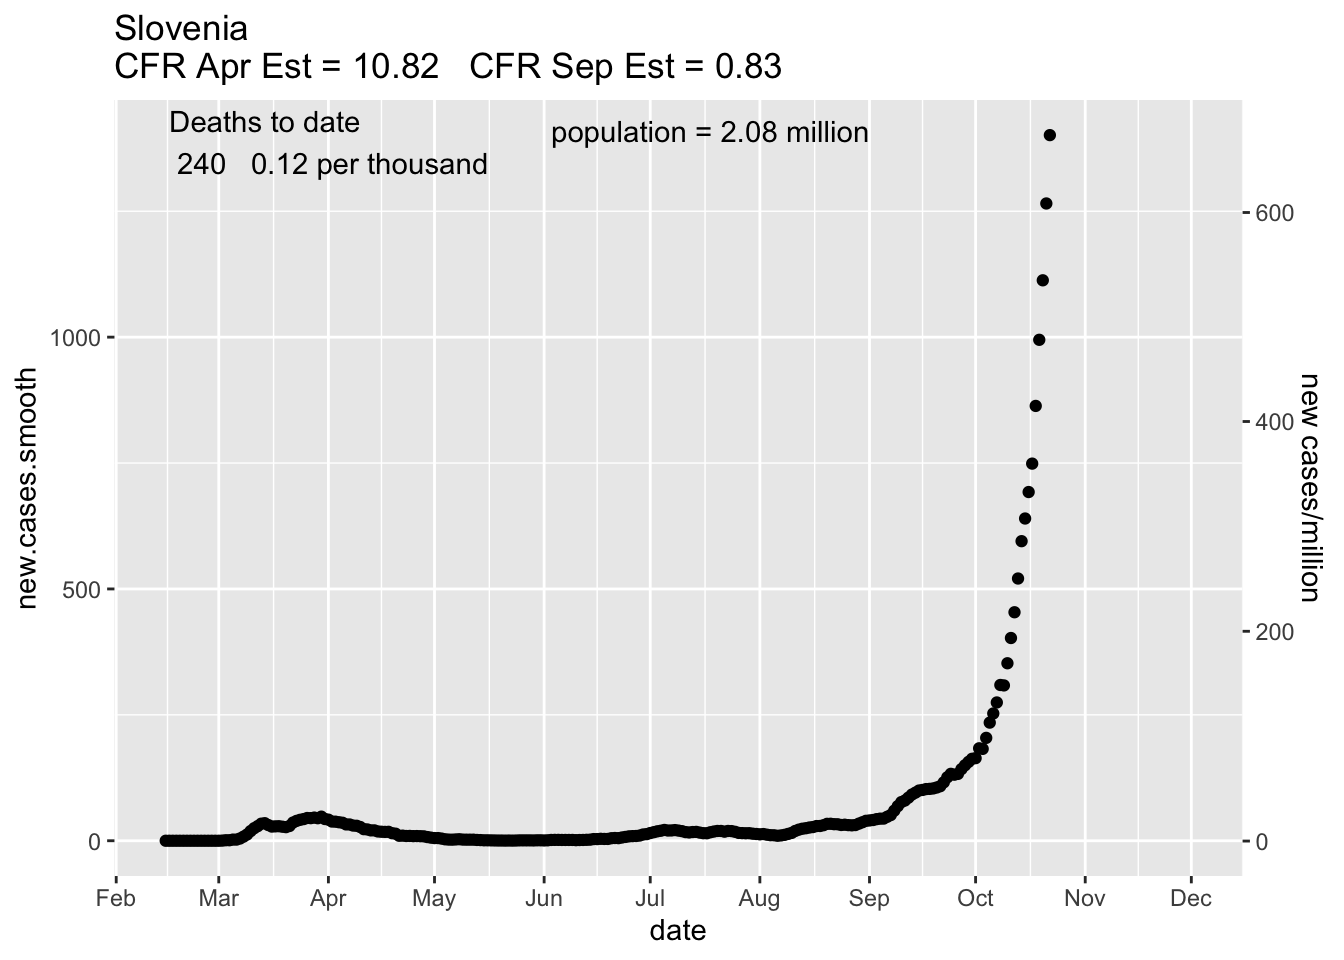 Slovenia
CFR Apr Est = 10.82   CFR Sep Est = 0.83
Deaths to date
240   0.12 per thousand
population = 2.08 million
new.cases.smooth
1000
500
0
new cases/million
600
400
200
0
Feb Mar Apr May Jun Jul Aug Sep Oct Nov Dec
date